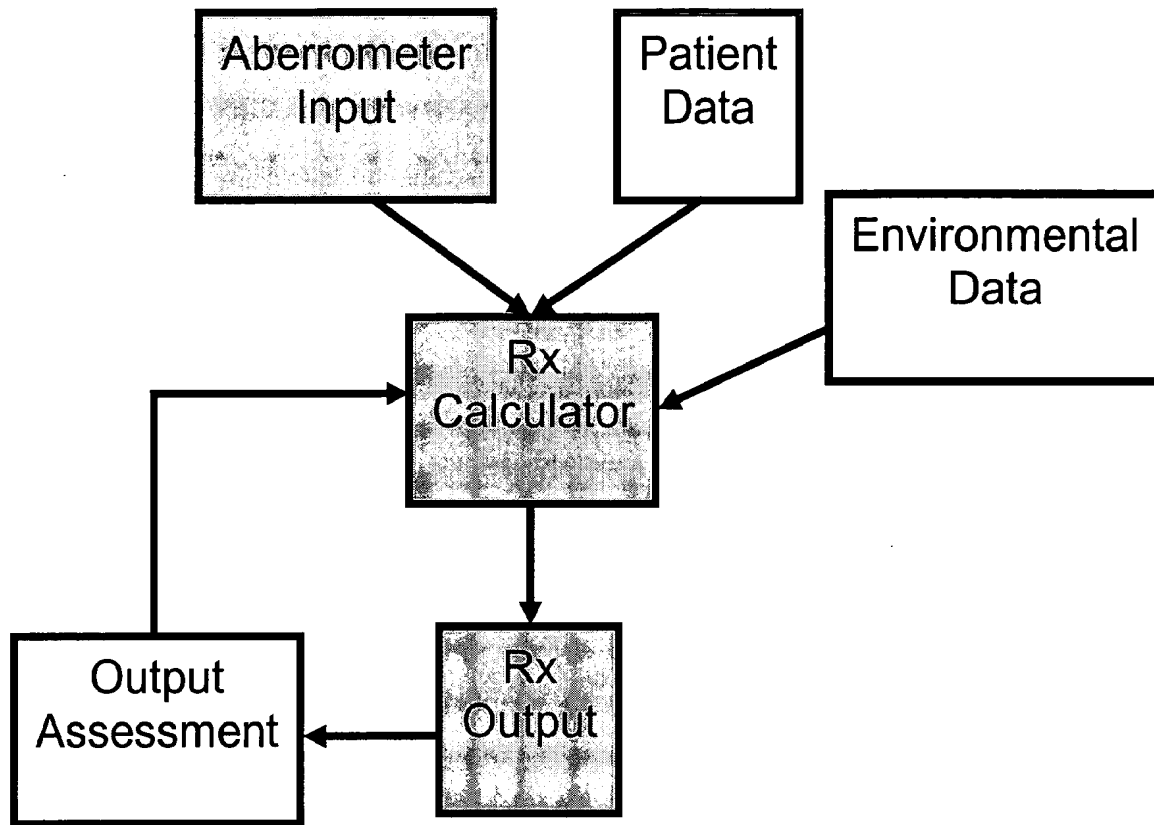 Aberrometer
Input
Patient
Data
Environmental
Data
Rx
Calculator
Rx
Output
Output
Assessment